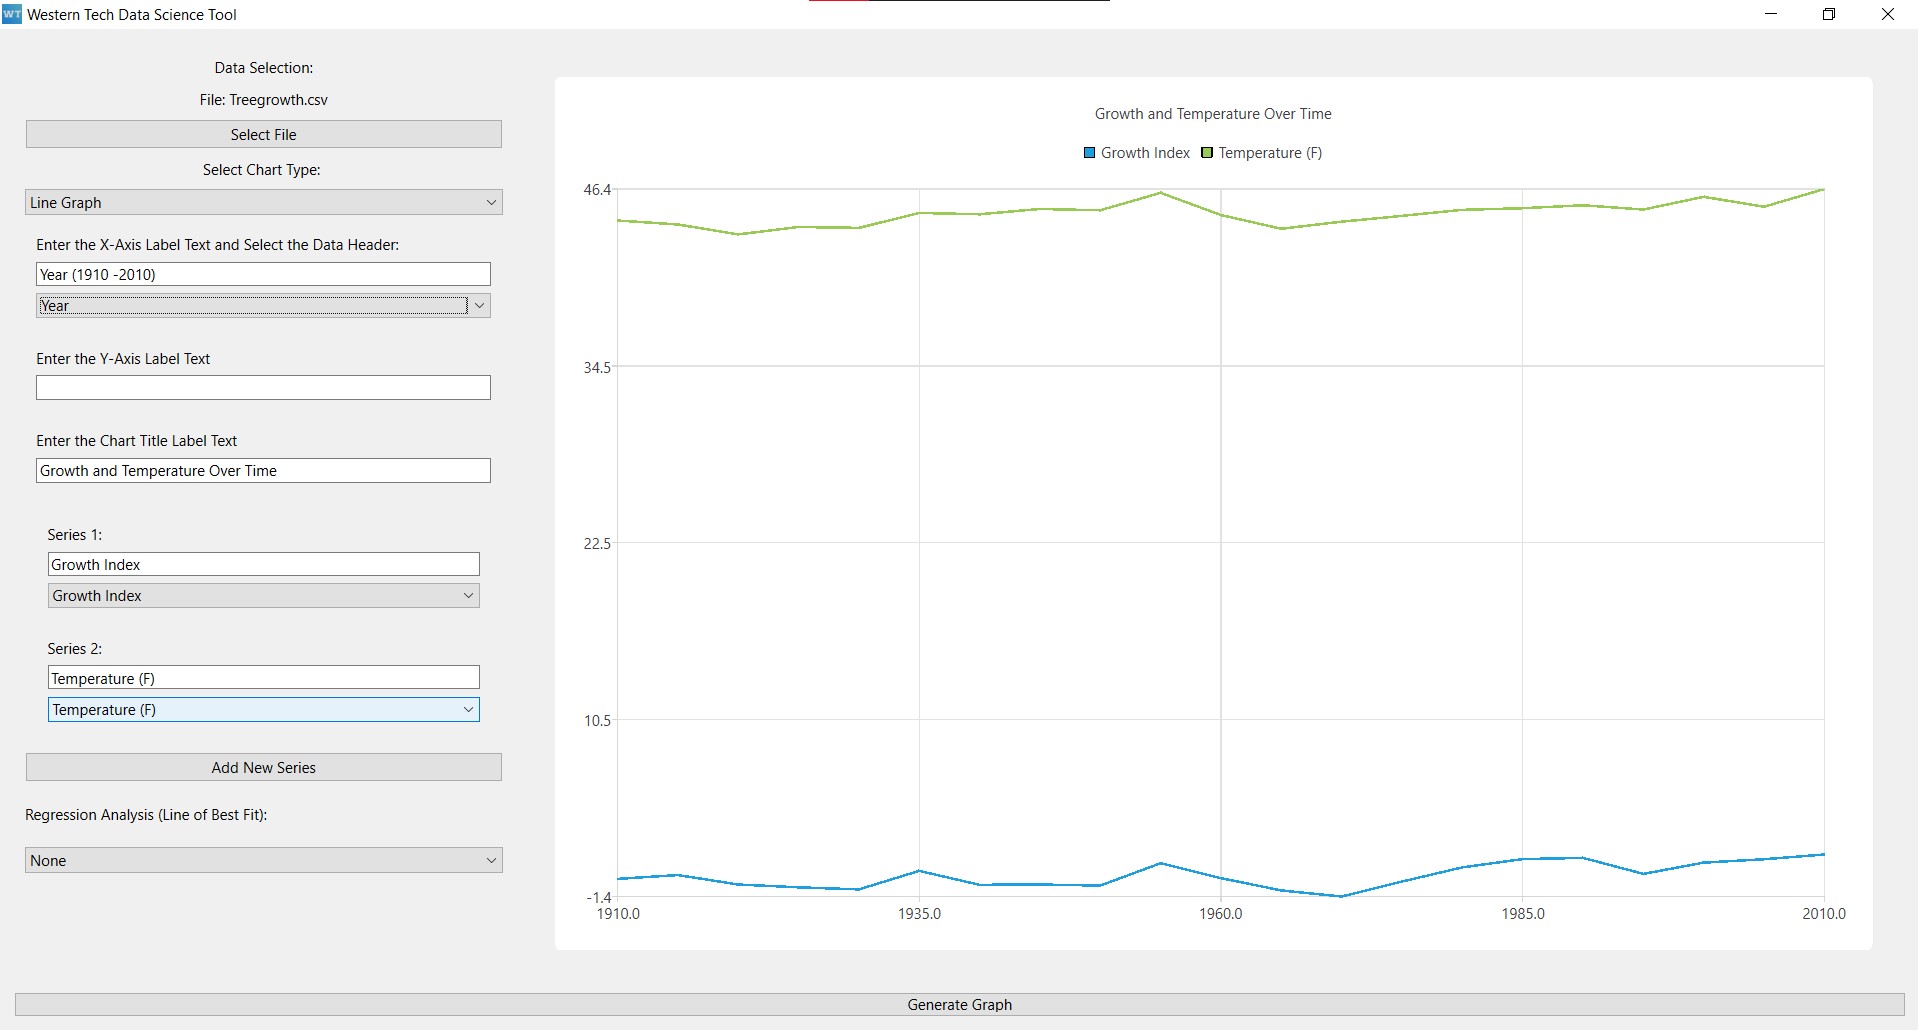 WT Western Tech Data Science Tool
Data Selection:
File: Treegrowth.csv
Select File
Select Chart Type:
Line Graph
Enter the X-Axis Label Text and Select the Data Header:
Year (1910 -2010)
Year
Enter the Y-Axis Label Text
Enter the Chart Title Label Text
Growth and Temperature Over Time
Series 1:
Growth Index
Growth Index
Series 2:
Temperature (F)
Temperature (F)
Add New Series
Regression Analysis (Line of Best Fit):
None
Growth and Temperature Over Time
Growth Index Temperature (F)
46.4
34.5
22.5
10.5
-1.4
1910.0 1935.0 1960.0 1985.0 2010.0
Generate Graph